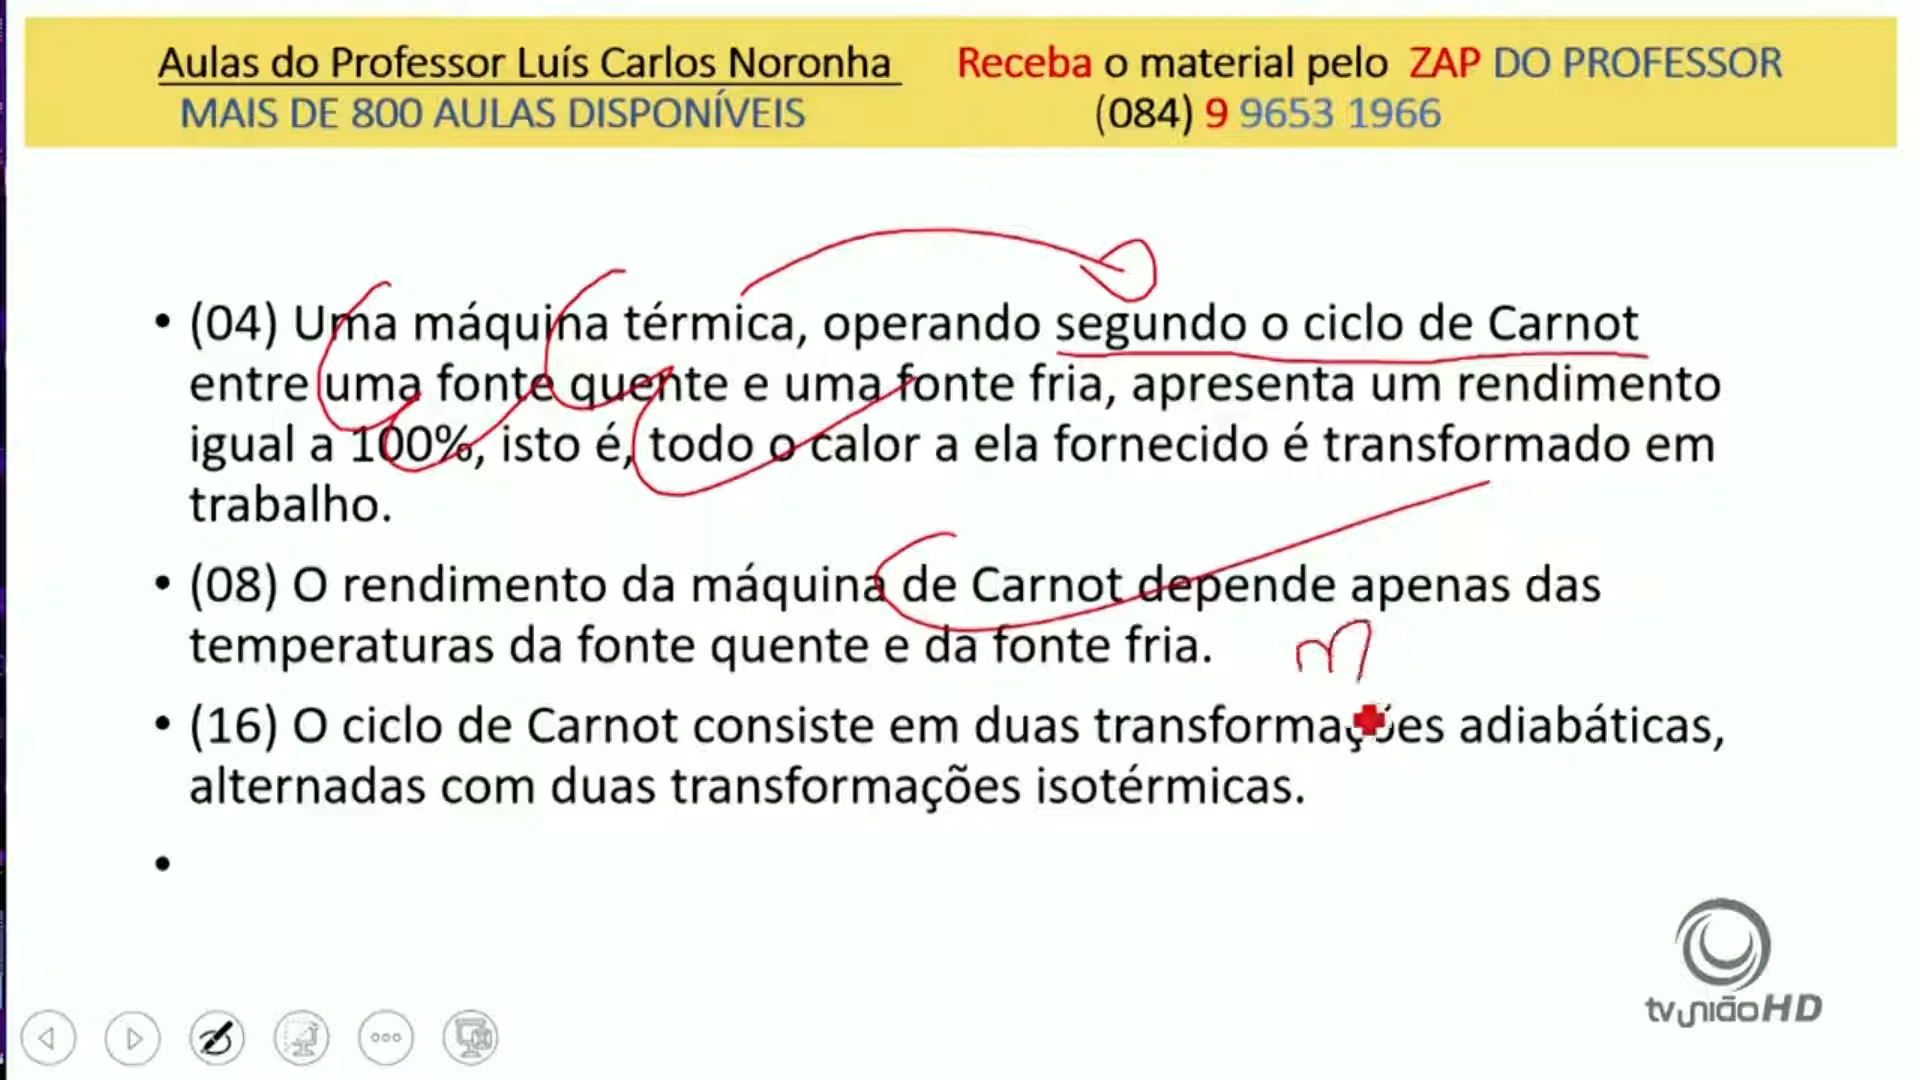 Aulas do Professor Luís Carlos Noronha Receba o material pelo ZAP DO PROFESSOR
MAIS DE 800 AULAS DISPONÍVEIS (084) 9 9653 1966
• (04) Uma máquina térmica, operando segundo o ciclo de Carnot
entre uma fonte quente e uma fonte fria, apresenta um rendimento
igual a 100%, isto é, todo o calor a ela fornecido é transformado em
trabalho.
• (08) O rendimento da máquina de Carnot depende apenas das
temperaturas da fonte quente e da fonte fria.
• (16) O ciclo de Carnot consiste em duas transformações adiabáticas,
alternadas com duas transformações isotérmicas.
•
tvuniãoHD